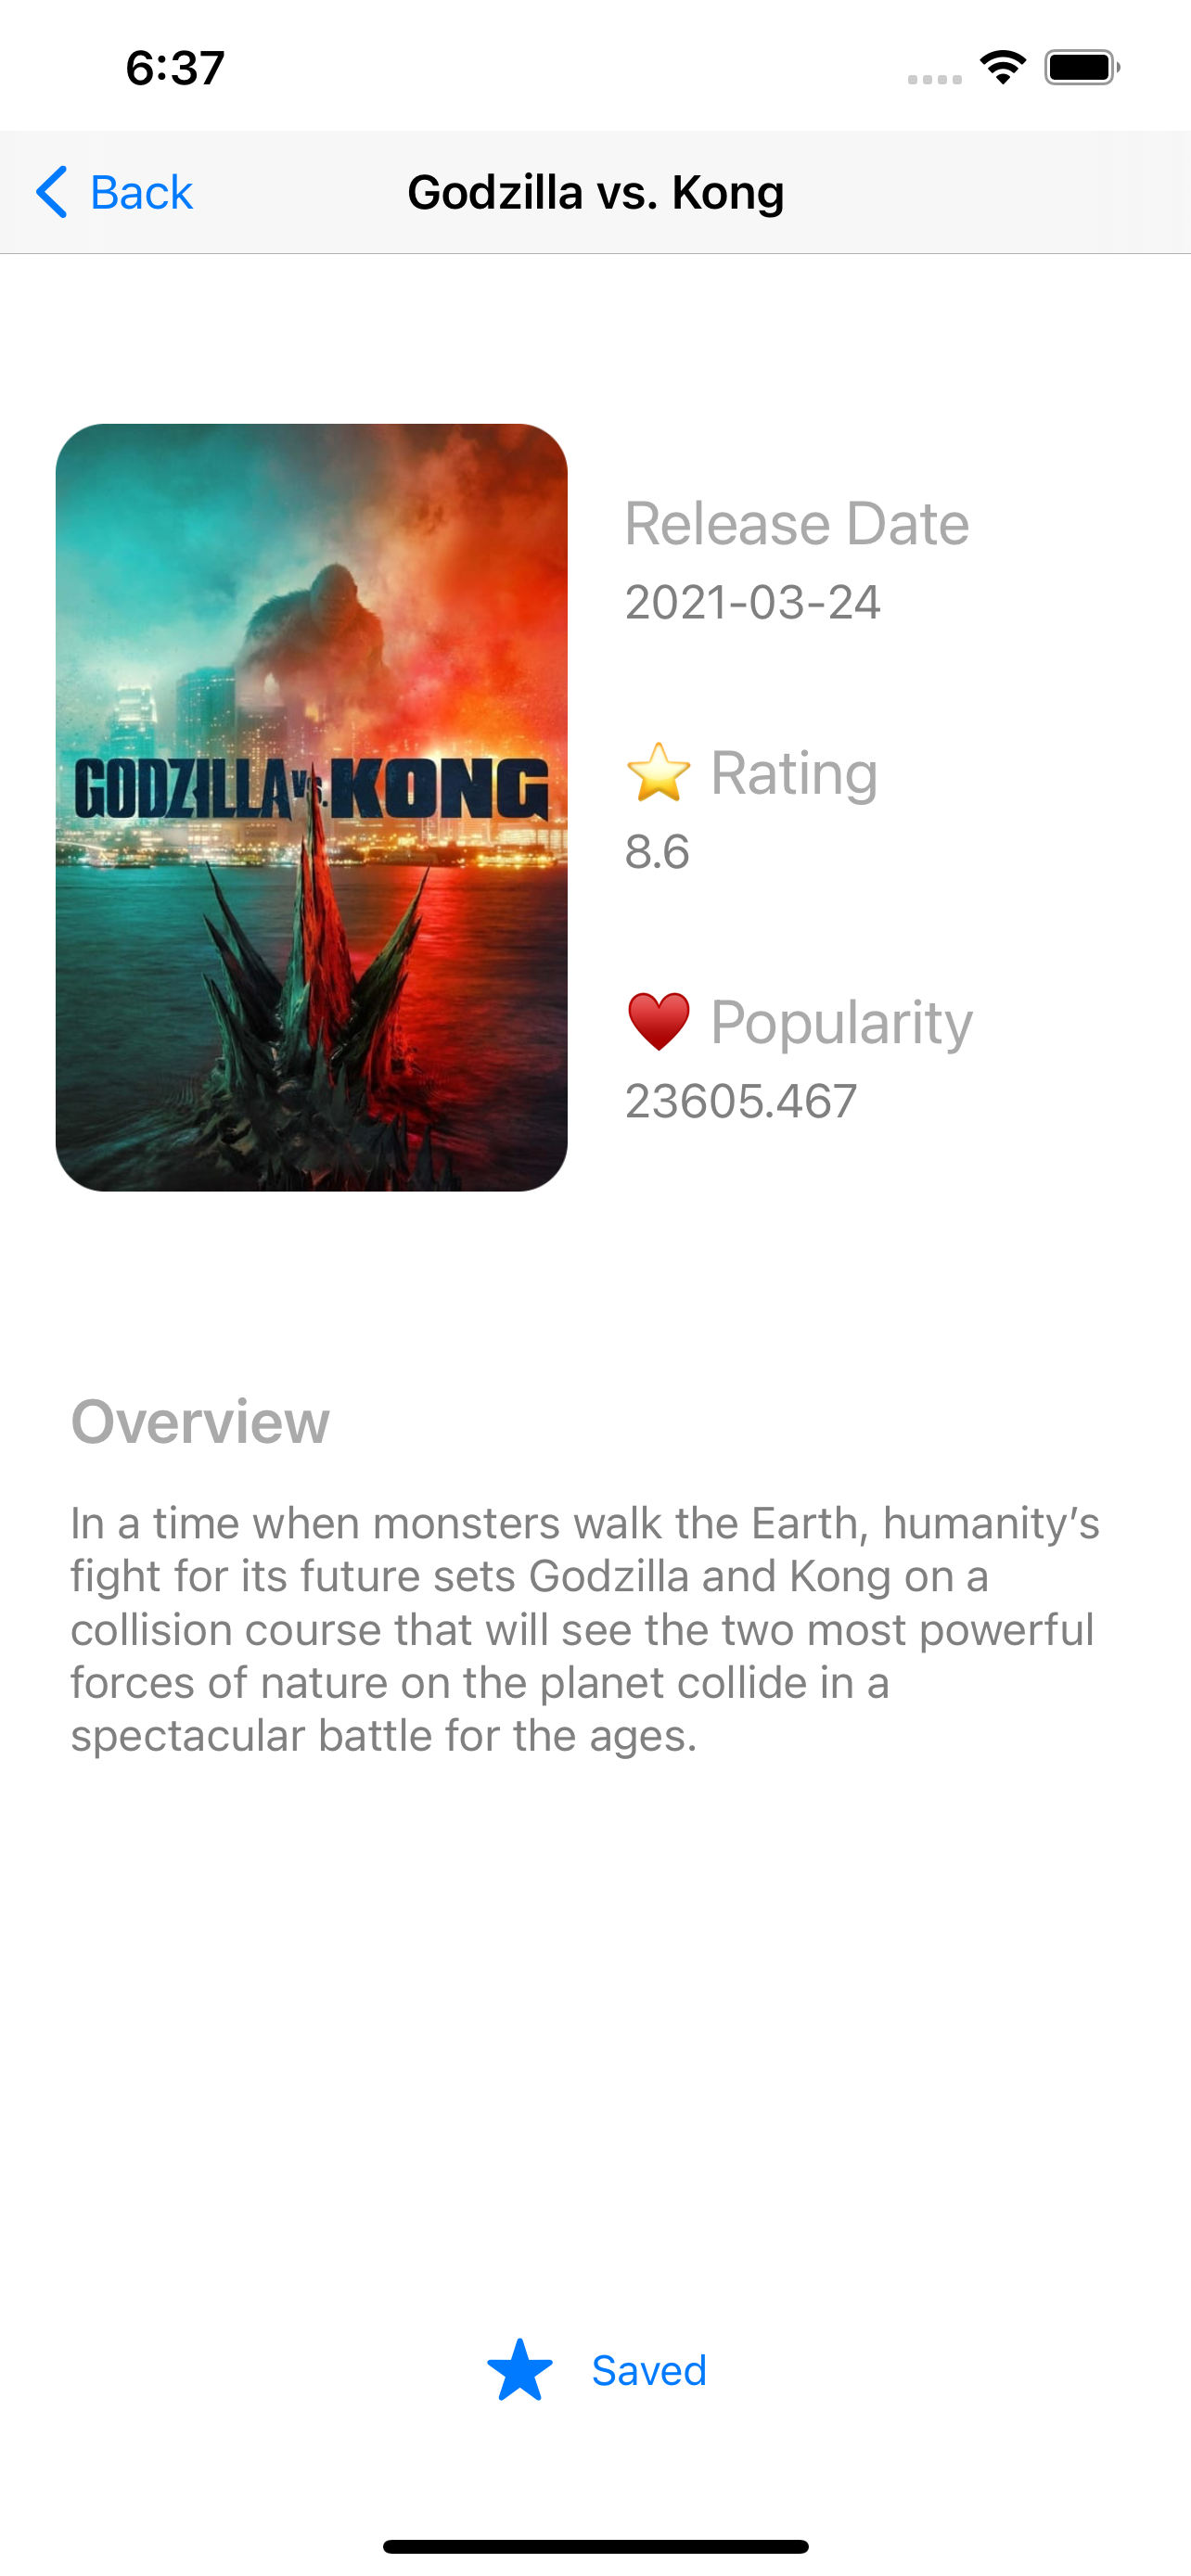 6:37
Back
Godzilla vs. Kong
GODZILLA vs. KONG
Release Date
2021-03-24
⭐ Rating
8.6
♥️ Popularity
23605.467
Overview
In a time when monsters walk the Earth, humanity’s
fight for its future sets Godzilla and Kong on a
collision course that will see the two most powerful
forces of nature on the planet collide in a
spectacular battle for the ages.
Saved